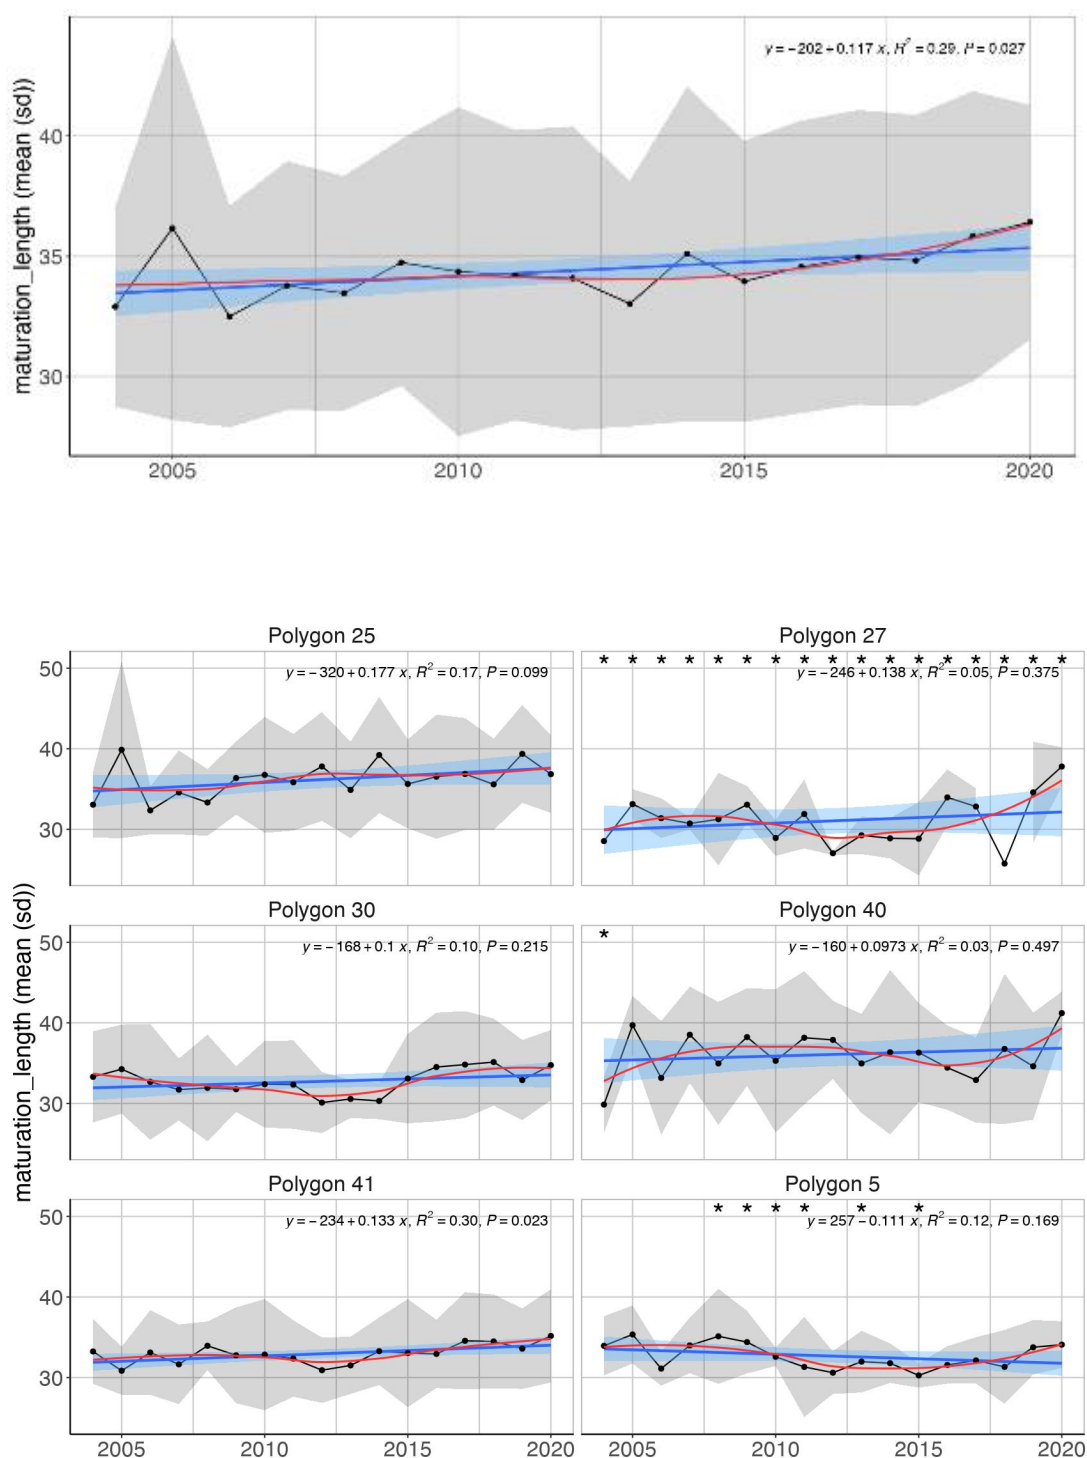 maturation_length (mean (sd))
y = −202 + 0.117 x, R² = 0.29, P = 0.027
40
35
30
2005 2010 2015 2020
maturation_length (mean (sd))
Polygon 25 Polygon 27
* * * * * * * * * * * * * * * * *
y = −320 + 0.177 x, R² = 0.17, P = 0.099 y = −246 + 0.138 x, R² = 0.05, P = 0.375
50
40
30
Polygon 30 Polygon 40
*
y = −168 + 0.1 x, R² = 0.10, P = 0.215 y = −160 + 0.0973 x, R² = 0.03, P = 0.497
50
40
30
Polygon 41 Polygon 5
* * * * * *
y = −234 + 0.133 x, R² = 0.30, P = 0.023 y = 257 − 0.111 x, R² = 0.12, P = 0.169
50
40
30
2005 2010 2015 2020 2005 2010 2015 2020